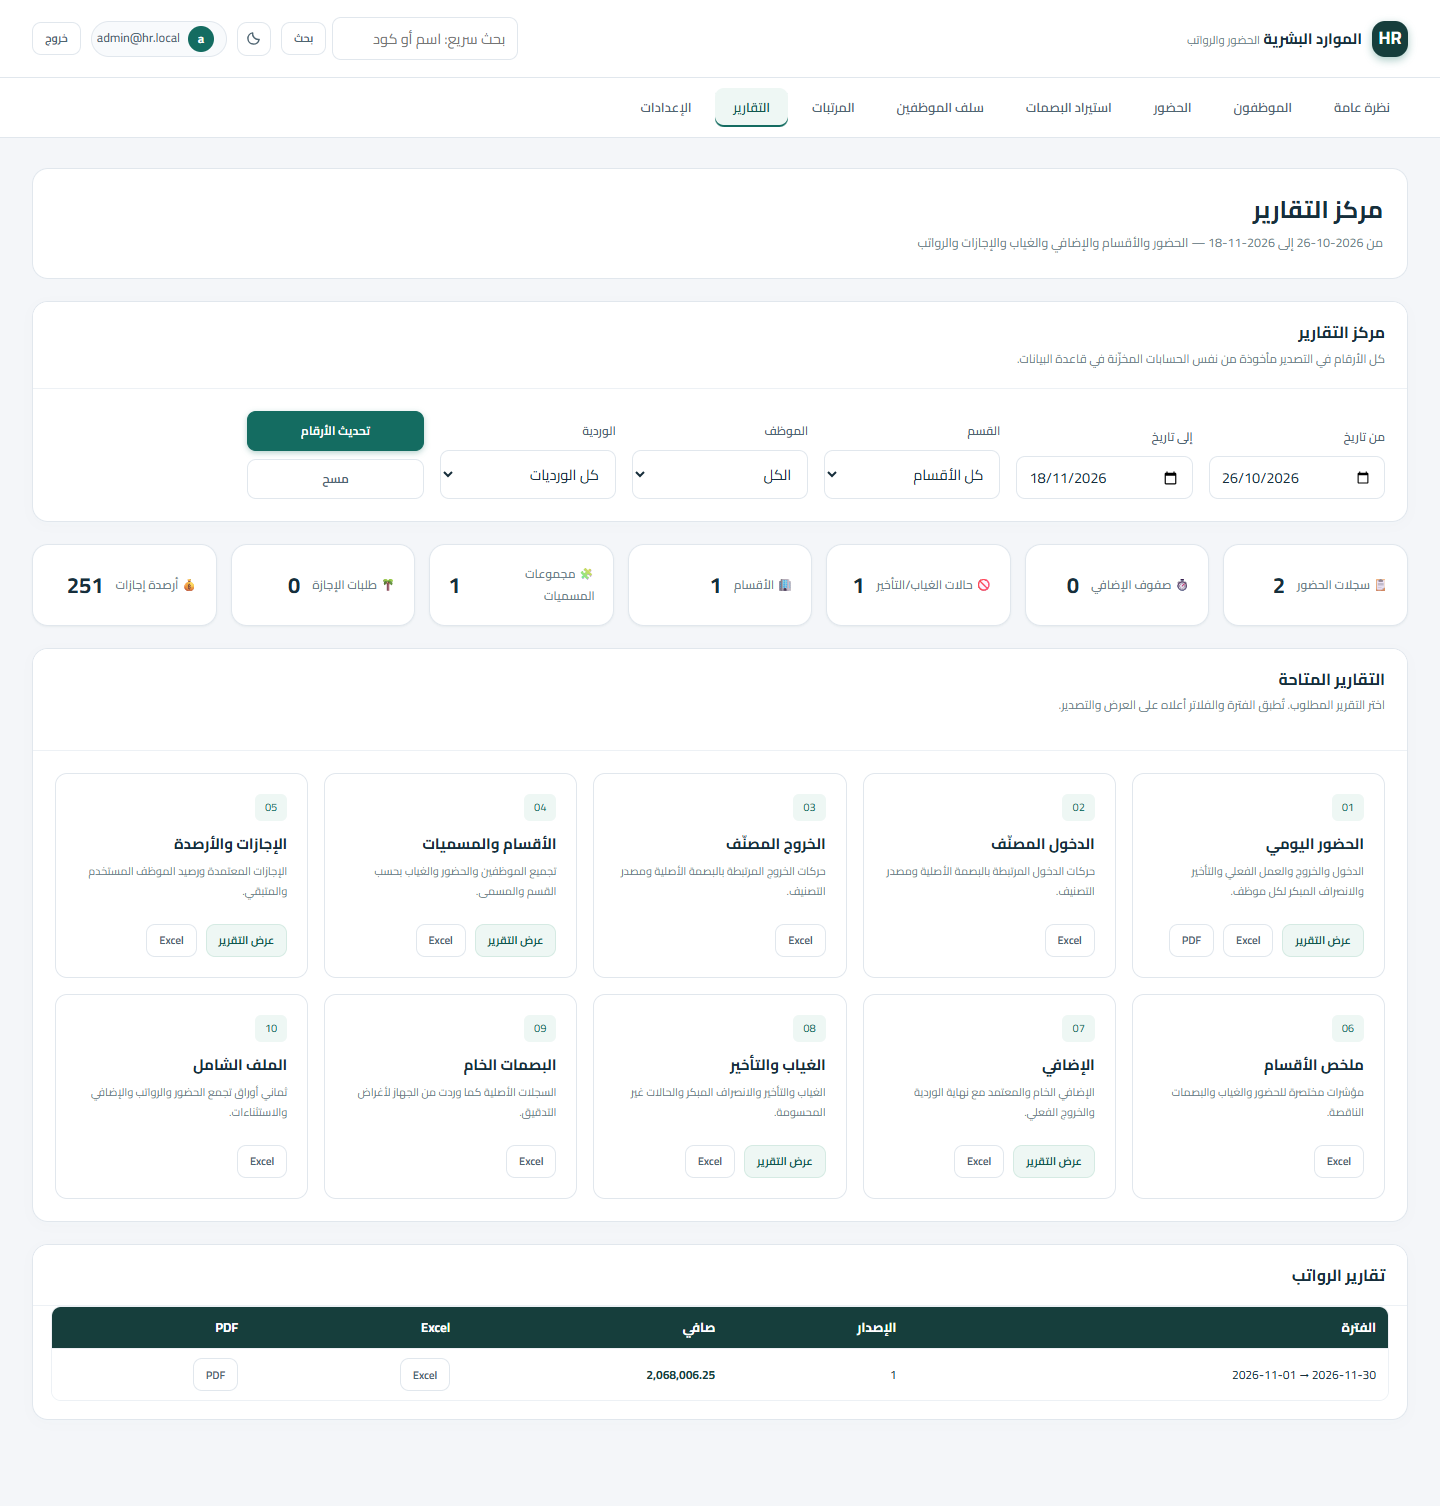 HR
الموارد البشرية الحضور والرواتب
بحث سريع: اسم أو كود
بحث
a
admin@hr.local
خروج
نظرة عامة
الموظفون
الحضور
استيراد البصمات
سلف الموظفين
المرتبات
التقارير
الإعدادات
مركز التقارير
من 2026-10-26 إلى 2026-11-18 — الحضور والأقسام والإضافي والغياب والإجازات والرواتب
مركز التقارير
كل الأرقام في التصدير مأخوذة من نفس الحسابات المخزّنة في قاعدة البيانات.
من تاريخ
26/10/2026
إلى تاريخ
18/11/2026
القسم
كل الأقسام
الموظف
الكل
الوردية
كل الورديات
تحديث الأرقام
مسح
سجلات الحضور 2
صفوف الإضافي 0
حالات الغياب/التأخير 1
الأقسام 1
مجموعات
المسميات
1
طلبات الإجازة 0
أرصدة إجازات 251
التقارير المتاحة
اختر التقرير المطلوب. تُطبق الفترة والفلاتر أعلاه على العرض والتصدير.
01
الحضور اليومي
الدخول والخروج والعمل الفعلي والتأخير
والانصراف المبكر لكل موظف.
عرض التقرير
Excel
PDF
02
الدخول المصنّف
حركات الدخول المرتبطة بالبصمة الأصلية ومصدر
التصنيف.
Excel
03
الخروج المصنّف
حركات الخروج المرتبطة بالبصمة الأصلية ومصدر
التصنيف.
Excel
04
الأقسام والمسميات
تجميع الموظفين والحضور والغياب بحسب
القسم والمسمى.
عرض التقرير
Excel
05
الإجازات والأرصدة
الإجازات المعتمدة ورصيد الموظف المستخدم
والمتبقي.
عرض التقرير
Excel
06
ملخص الأقسام
مؤشرات مختصرة للحضور والغياب والبصمات
الناقصة.
Excel
07
الإضافي
الإضافي الخام والمعتمد مع نهاية الوردية
والخروج الفعلي.
عرض التقرير
Excel
08
الغياب والتأخير
الغياب والتأخير والانصراف المبكر والحالات غير
المحسومة.
عرض التقرير
Excel
09
البصمات الخام
السجلات الأصلية كما وردت من الجهاز لأغراض
التدقيق.
Excel
10
الملف الشامل
ثماني أوراق تجمع الحضور والرواتب والإضافي
والاستثناءات.
Excel
تقارير الرواتب
الفترة الإصدار صافي Excel PDF
2026-11-01 → 2026-11-30 1 2,068,006.25 Excel PDF